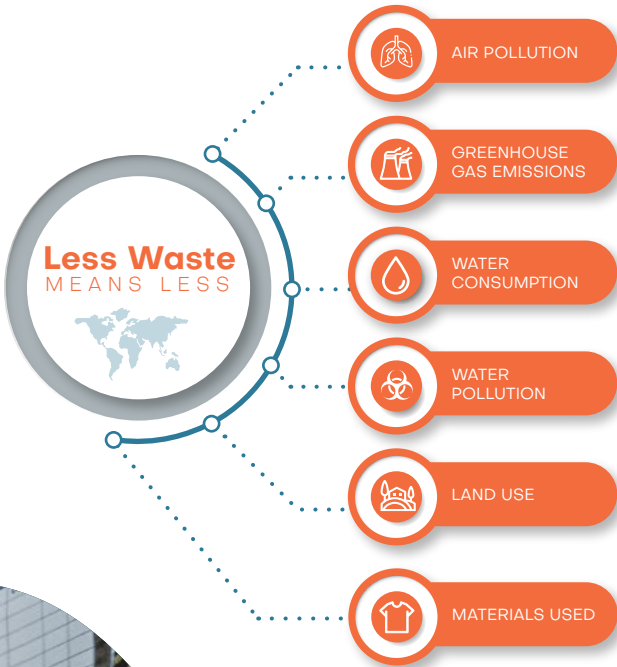 Less Waste
MEANS LESS
AIR POLLUTION
GREENHOUSE
GAS EMISSIONS
WATER
CONSUMPTION
WATER
POLLUTION
LAND USE
MATERIALS USED